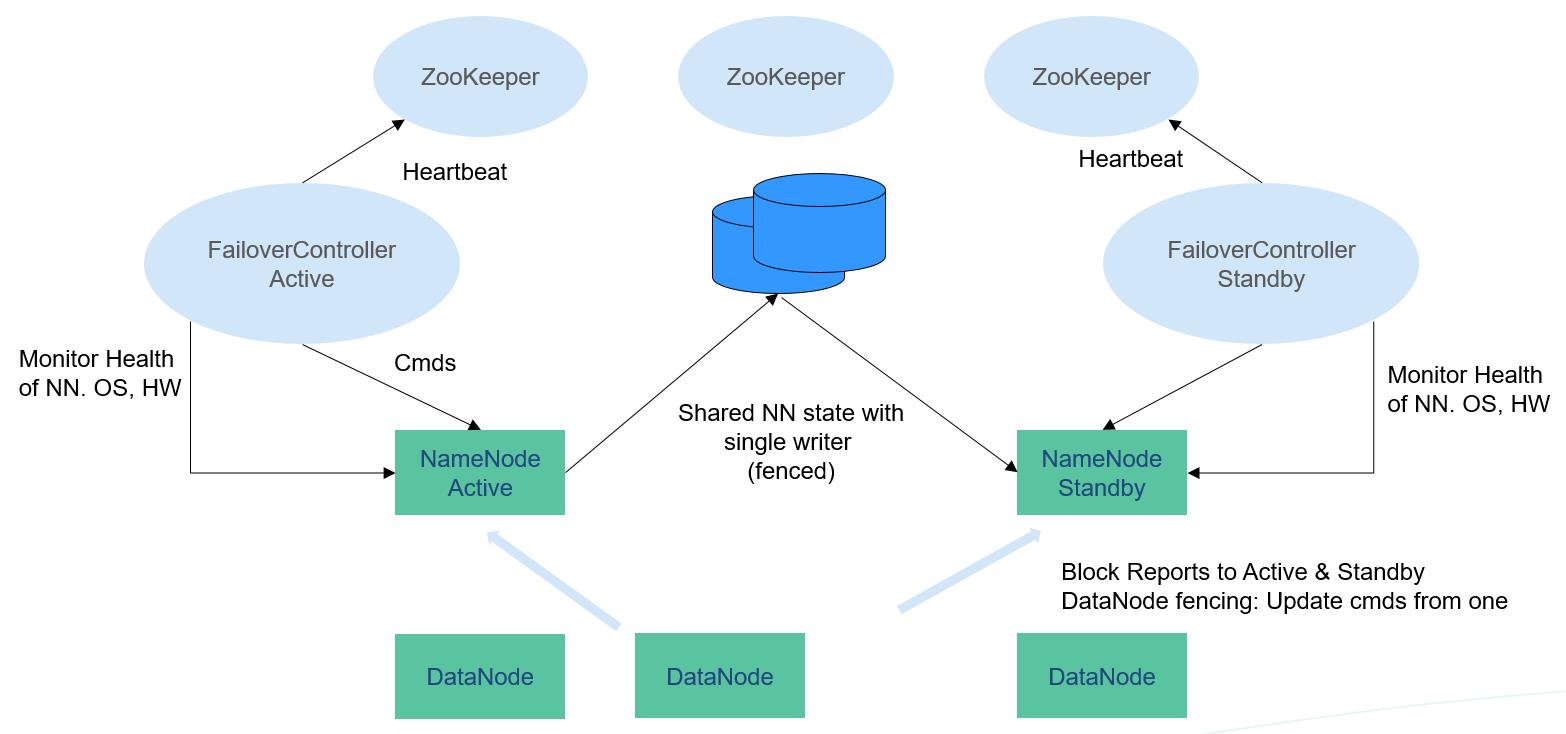 ZooKeeper
ZooKeeper
ZooKeeper
Heartbeat
Heartbeat
FailoverController
Active
FailoverController
Standby
Monitor Health
of NN. OS, HW
Cmds
Monitor Health
of NN. OS, HW
Shared NN state with
single writer
(fenced)
NameNode
Active
NameNode
Standby
Block Reports to Active & Standby
DataNode fencing: Update cmds from one
DataNode
DataNode
DataNode